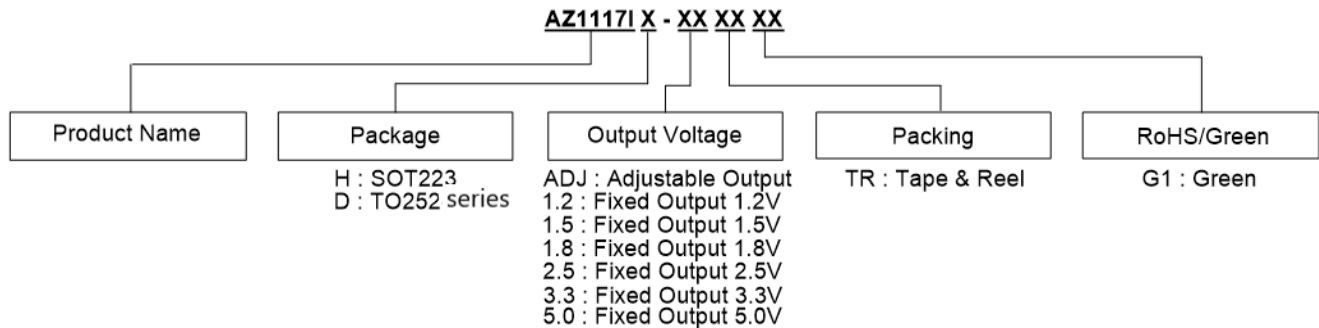 AZ1117I X - XX XX XX
Product Name
Package
Output Voltage
Packing
RoHS/Green
H : SOT223
D : TO252 series
ADJ : Adjustable Output
1.2 : Fixed Output 1.2V
1.5 : Fixed Output 1.5V
1.8 : Fixed Output 1.8V
2.5 : Fixed Output 2.5V
3.3 : Fixed Output 3.3V
5.0 : Fixed Output 5.0V
TR : Tape & Reel
G1 : Green